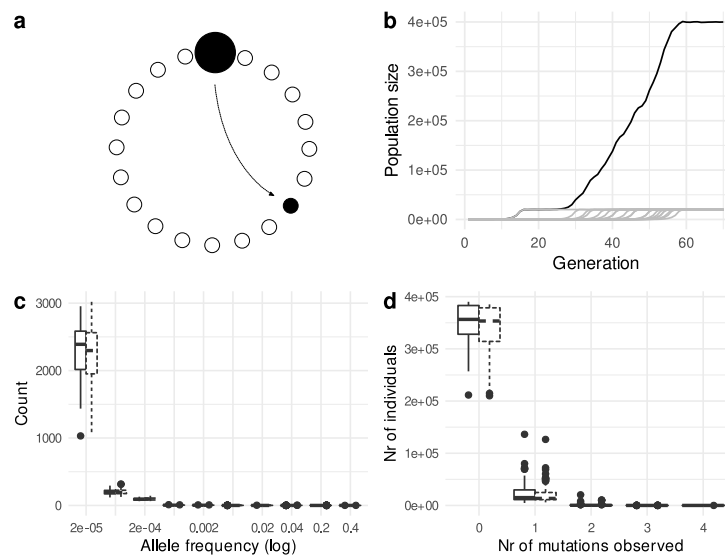 a
b
4e+05
3e+05
2e+05
1e+05
0e+00
Population size
1
20
40
60
Generation
c
3000
2000
1000
0
Count
2e-05
2e-04
0.002
0.02
0.04
0.2
0.4
Allele frequency (log)
d
4e+05
3e+05
2e+05
1e+05
0e+00
Nr of individuals
0
1
2
3
4
Nr of mutations observed